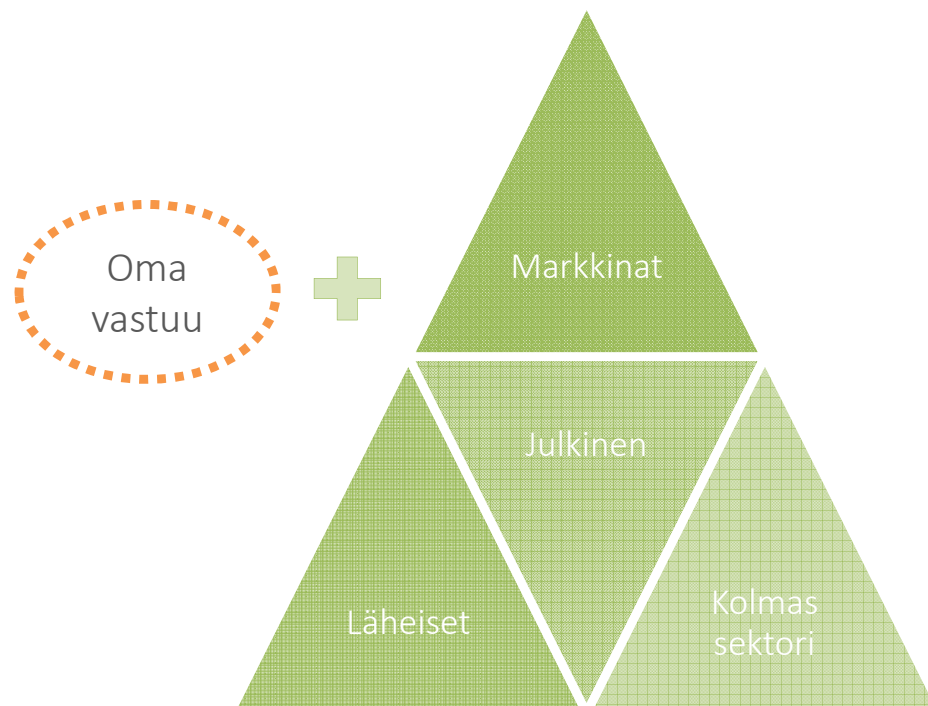 Oma
vastuu
Markkinat
Julkinen
Läheiset
Kolmas
sektori